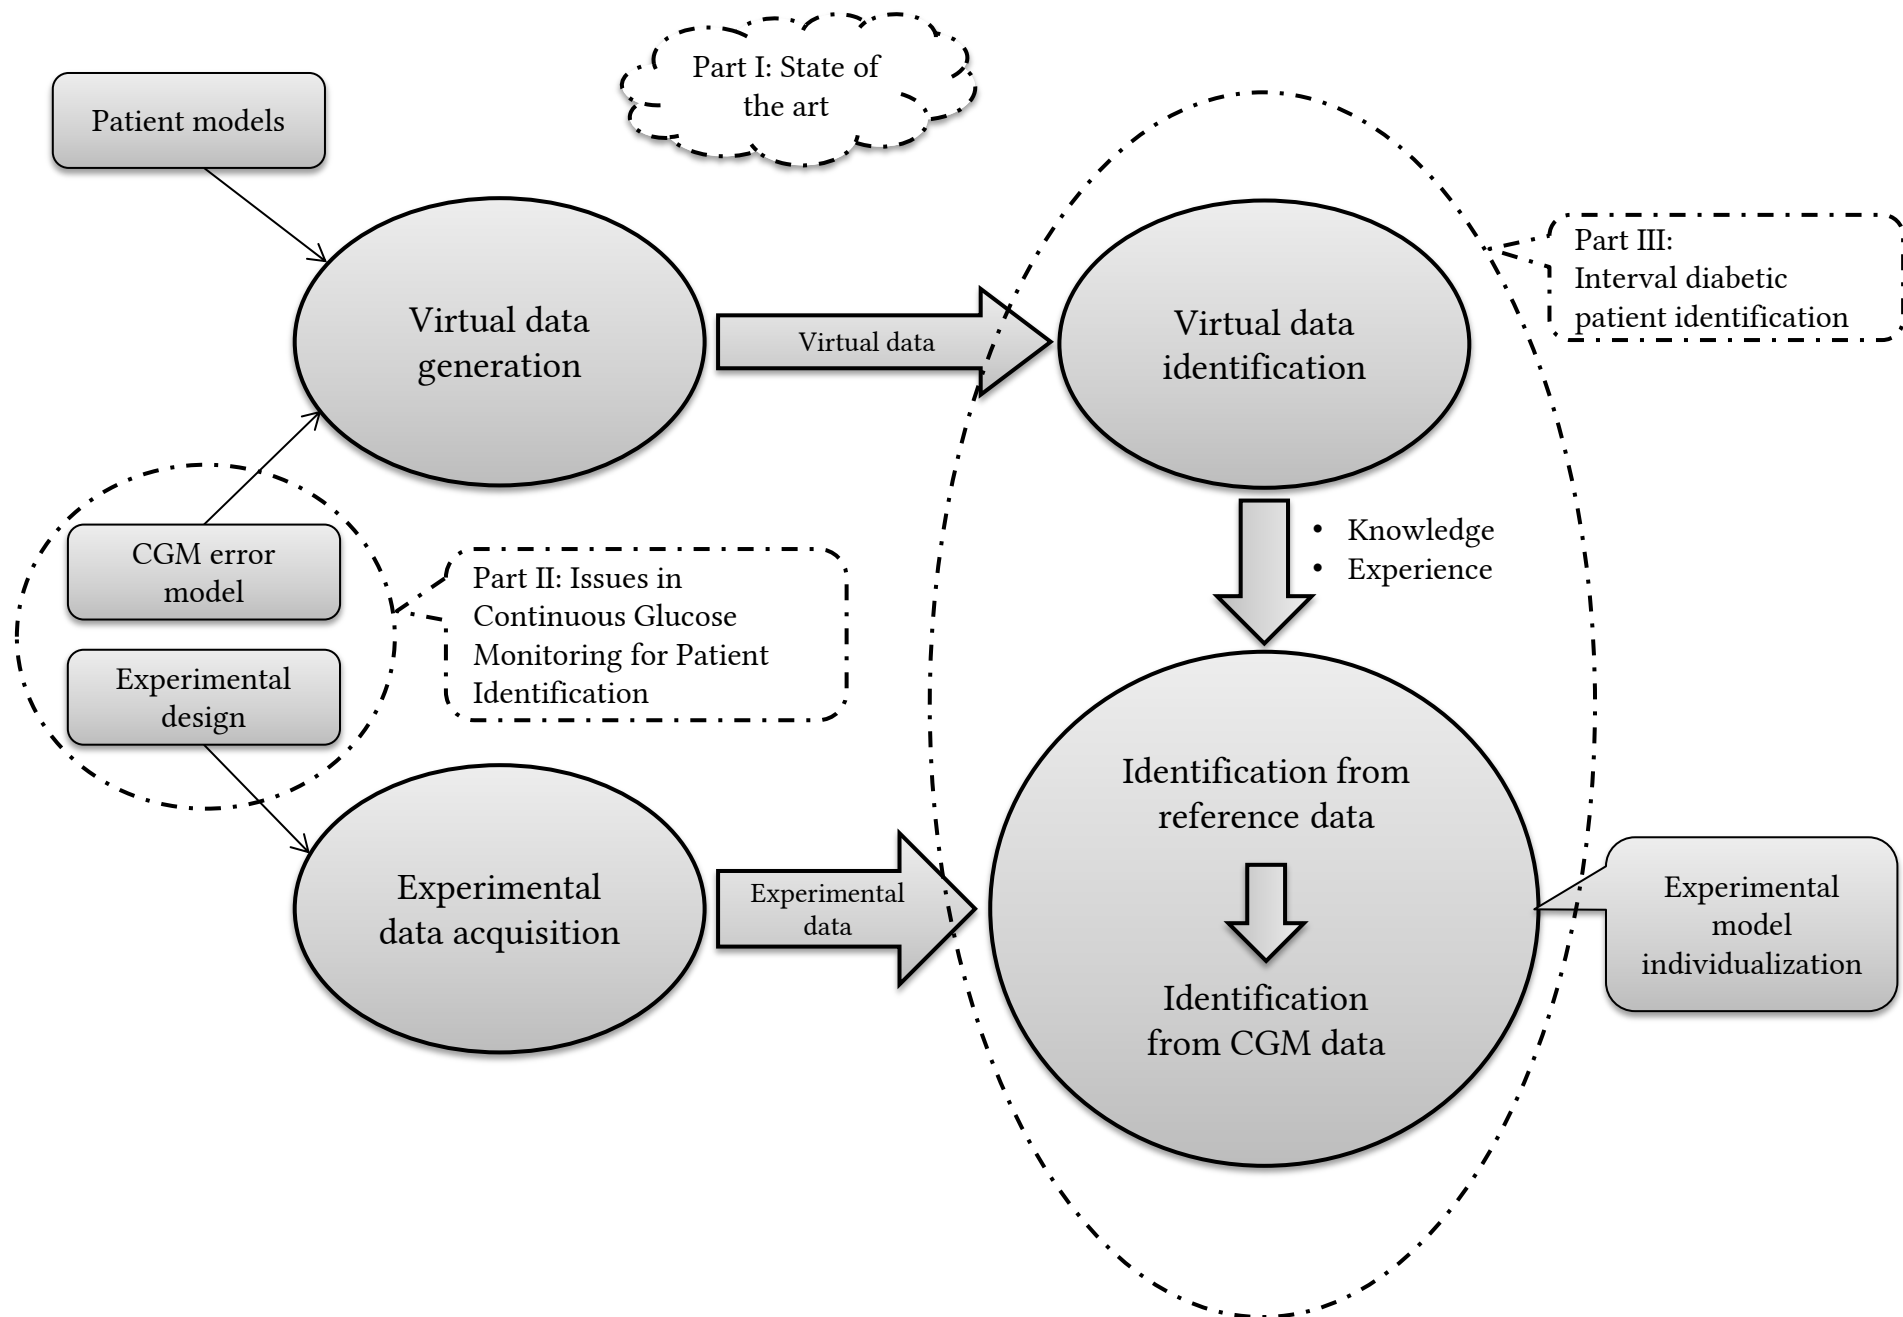 Part I: State of
the art
Patient models
Virtual data
generation
Virtual data
Virtual data
identification
Part III:
Interval diabetic
patient identification
CGM error
model
Experimental
design
Part II: Issues in
Continuous Glucose
Monitoring for Patient
Identification
• Knowledge
• Experience
Experimental
data acquisition
Experimental
data
Identification from
reference data
Identification
from CGM data
Experimental
model
individualization